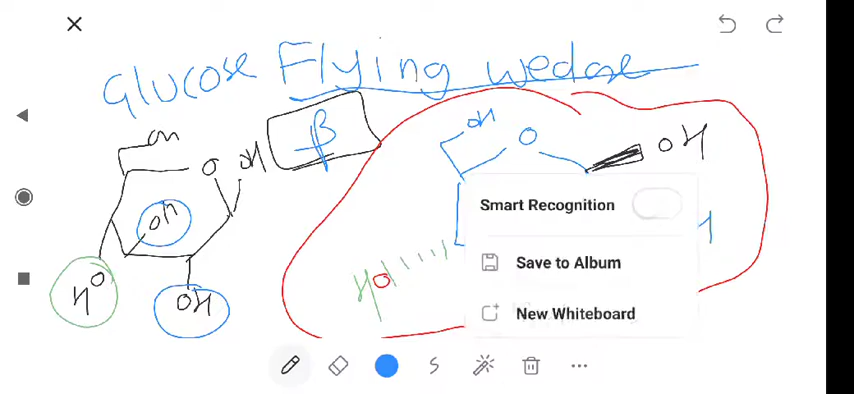 Glucose Flying wedge
OH
O
OH
β
OH
O
OH
OH
HO
OH
HO
Smart Recognition
Save to Album
New Whiteboard